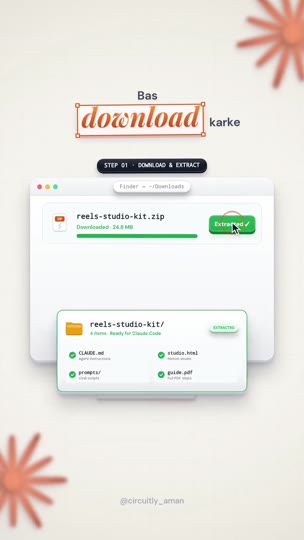 Bas
download
karke
STEP 01 · DOWNLOAD & EXTRACT
Finder — ~/Downloads
ZIP
reels-studio-kit.zip
Downloaded · 24.8 MB
Extracted ✓
reels-studio-kit/
EXTRACTED
4 items · Ready for Claude Code
CLAUDE.md
studio.html
prompts/
guide.pdf
@circuitly_aman